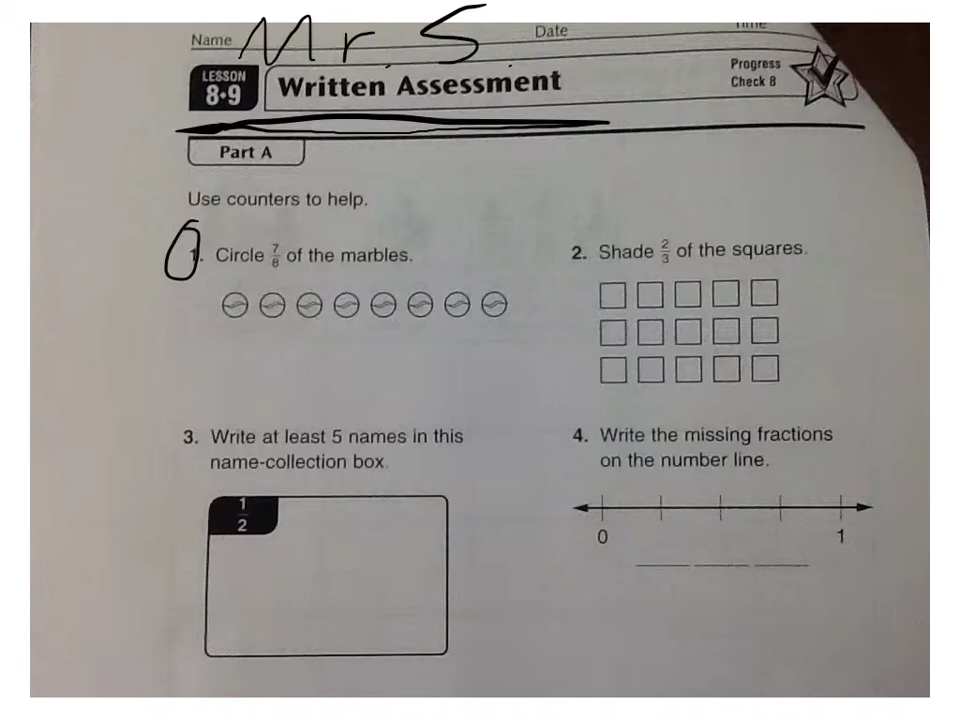 Name Mr. S. Date Time
LESSON 8•9 Written Assessment Progress Check 8
Part A
Use counters to help.
1. Circle 7/8 of the marbles.
2. Shade 2/3 of the squares.
3. Write at least 5 names in this
name-collection box.
1/2
4. Write the missing fractions
on the number line.
0 1